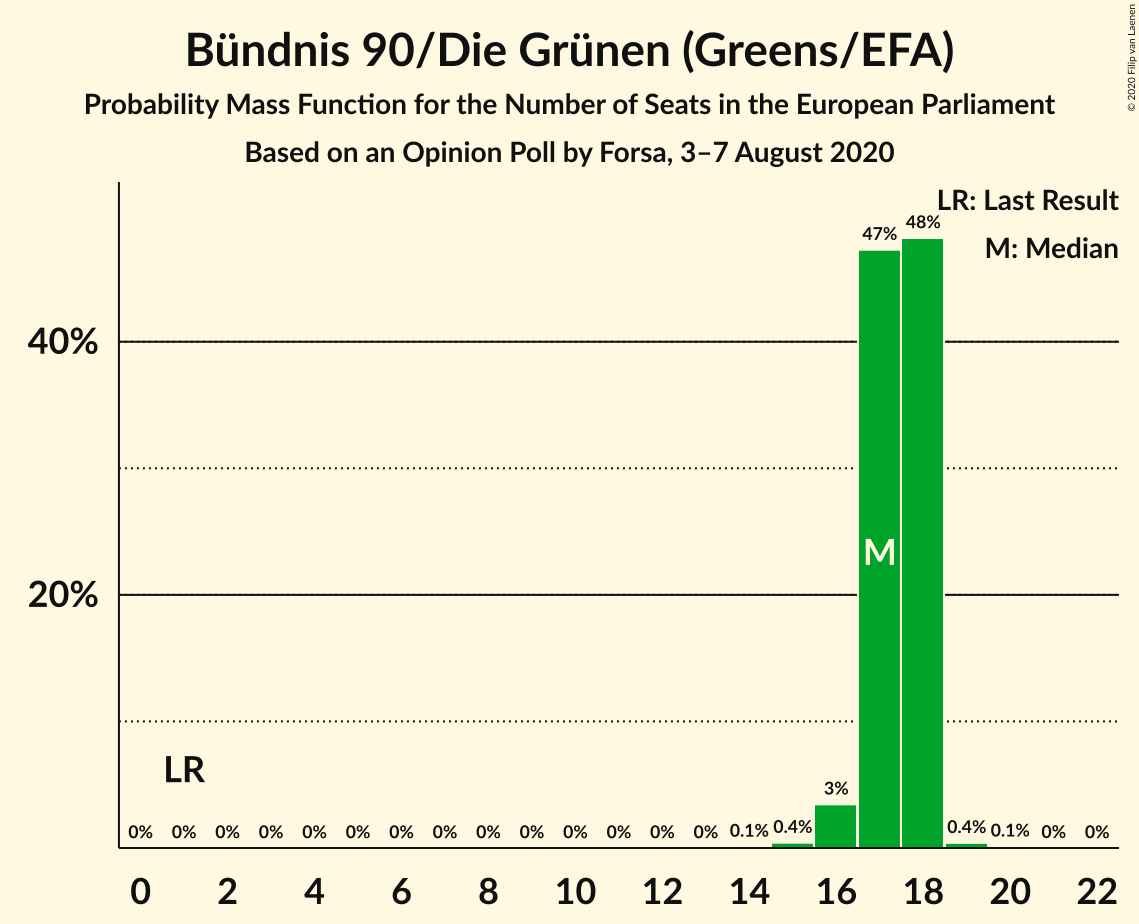 Bündnis 90/Die Grünen (Greens/EFA)
Probability Mass Function for the Number of Seats in the European Parliament
Based on an Opinion Poll by Forsa, 3–7 August 2020
© 2020 Filip van Laenen
LR: Last Result
M: Median
47% 48%
40%
M
20%
LR
3%
0% 0% 0% 0% 0% 0% 0% 0% 0% 0% 0% 0% 0% 0% 0.1% 0.4% 0.4% 0.1% 0% 0%
0 2 4 6 8 10 12 14 16 18 20 22